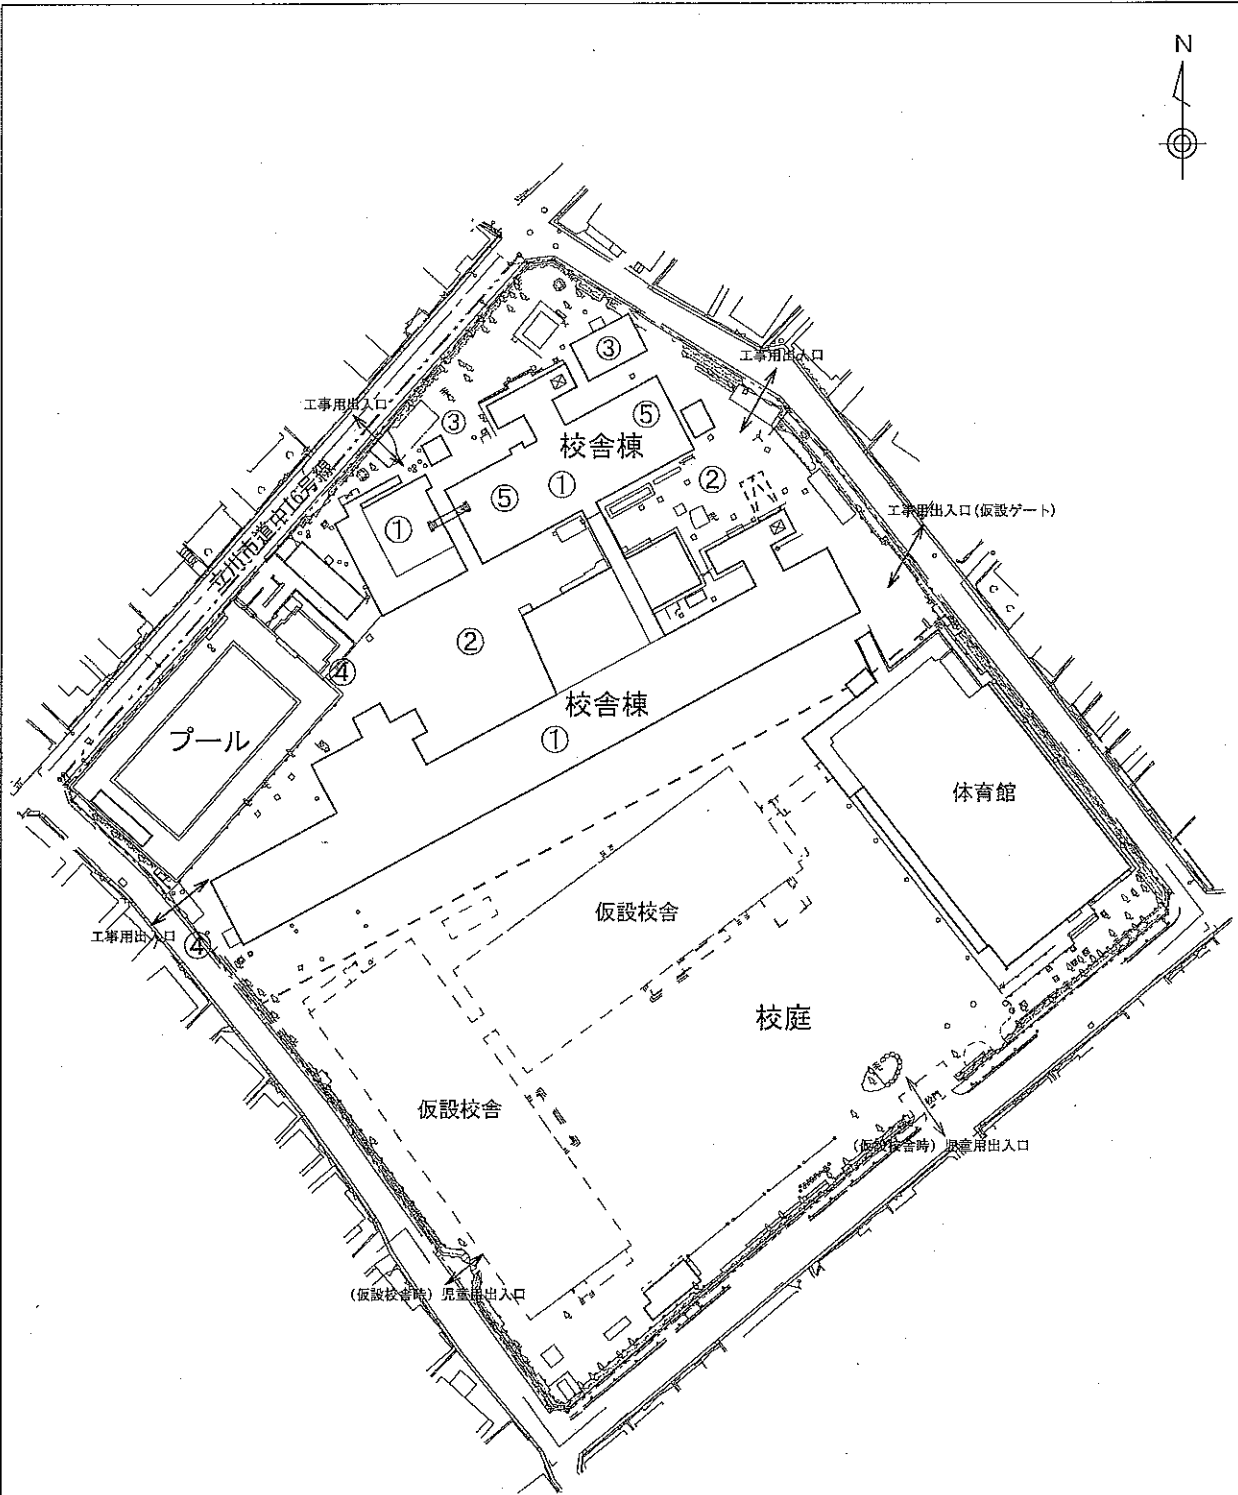 N
③
工事用出入口
工事用出入口
③
⑤
校舎棟
②
⑤
①
①
工事用出入口(仮設ゲート)
立川市道中16号線
②
④
校舎棟
プール
①
体育館
仮設校舎
工事用出入口
④
校庭
仮設校舎
校門
(仮設校舎時) 児童用出入口
(仮設校舎時) 児童用出入口